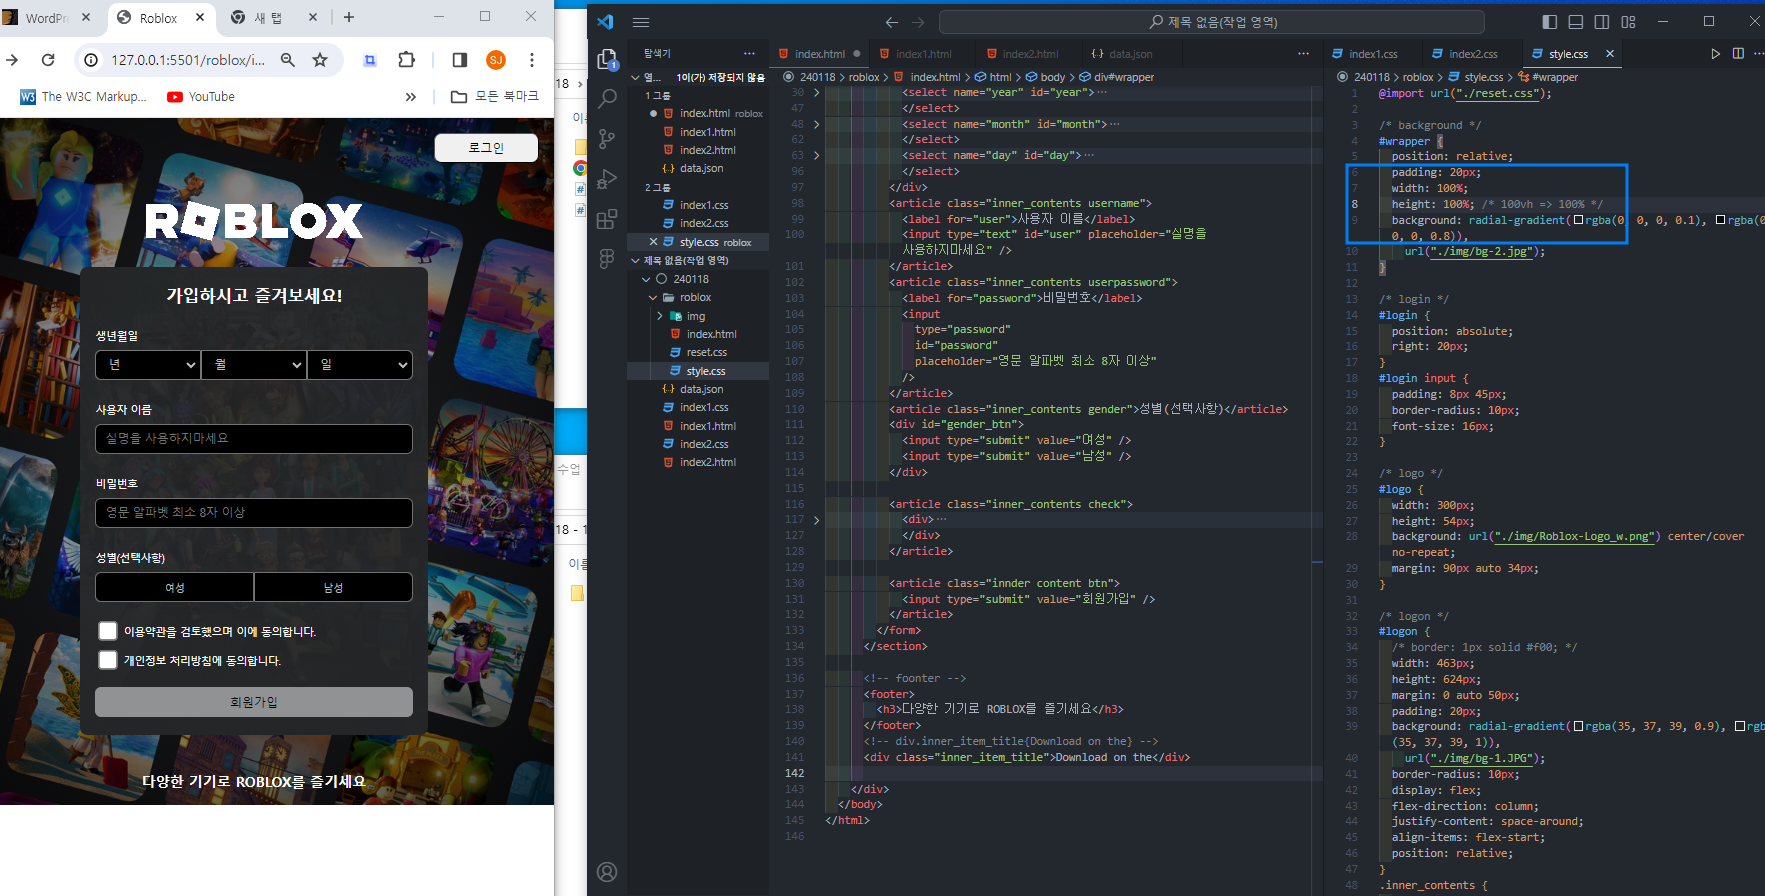 WordPr
Roblox
새 탭
127.0.0.1:5501/roblox/i...
SJ
The W3C Markup...
YouTube
모든 북마크
로그인
ROBLOX
가입하시고 즐겨보세요!
생년월일
년
월
일
사용자 이름
실명을 사용하지마세요
비밀번호
영문 알파벳 최소 8자 이상
성별(선택사항)
여성
남성
이용약관을 검토했으며 이에 동의합니다.
개인정보 처리방침에 동의합니다.
회원가입
다양한 기기로 ROBLOX를 즐기세요
18
수업
18 - 1
제목 없음(작업 영역)
탐색기
열... 1이(가) 저장되지 않음
1 그룹
index.html roblox
index1.html
index2.html
data.json
2 그룹
index1.css
index2.css
style.css roblox
제목 없음(작업 영역)
240118
roblox
img
index.html
reset.css
style.css
data.json
index1.css
index1.html
index2.css
index2.html
index.html
index1.html
index2.html
data.json
240118 > roblox > index.html > html > body > div#wrapper
30 <select name="year" id="year">…
47 </select>
48 <select name="month" id="month">…
62 </select>
63 <select name="day" id="day">…
96 </select>
97 </div>
98 <article class="inner_contents username">
99 <label for="user">사용자 이름</label>
100 <input type="text" id="user" placeholder="실명을
사용하지마세요" />
101 </article>
102 <article class="inner_contents userpassword">
103 <label for="password">비밀번호</label>
104 <input
105 type="password"
106 id="password"
107 placeholder="영문 알파벳 최소 8자 이상"
108 />
109 </article>
110 <article class="inner_contents gender">성별(선택사항)</article>
111 <div id="gender_btn">
112 <input type="submit" value="여성" />
113 <input type="submit" value="남성" />
114 </div>
115
116 <article class="inner_contents check">
117 <div>…
127 </div>
128 </article>
129
130 <article class="innder content btn">
131 <input type="submit" value="회원가입" />
132 </article>
133 </form>
134 </section>
135
136 <!-- foonter -->
137 <footer>
138 <h3>다양한 기기로 ROBLOX를 즐기세요</h3>
139 </footer>
140 <!-- div.inner_item_title{Download on the} -->
141 <div class="inner_item_title">Download on the</div>
142
143 </div>
144 </body>
145 </html>
146
index1.css
index2.css
style.css
240118 > roblox > style.css > #wrapper
1 @import url("./reset.css");
2
3 /* background */
4 #wrapper {
5 position: relative;
6 padding: 20px;
7 width: 100%;
8 height: 100%; /* 100vh => 100% */
9 background: radial-gradient(rgba(0, 0, 0, 0.1), rgba(0
0, 0, 0.8)),
10 url("./img/bg-2.jpg");
11 }
12
13 /* login */
14 #login {
15 position: absolute;
16 right: 20px;
17 }
18 #login input {
19 padding: 8px 45px;
20 border-radius: 10px;
21 font-size: 16px;
22 }
23
24 /* logo */
25 #logo {
26 width: 300px;
27 height: 54px;
28 background: url("./img/Roblox-Logo_w.png") center/cover
no-repeat;
29 margin: 90px auto 34px;
30 }
31
32 /* logon */
33 #logon {
34 /* border: 1px solid #f00; */
35 width: 463px;
36 height: 624px;
37 margin: 0 auto 50px;
38 padding: 20px;
39 background: radial-gradient(rgba(35, 37, 39, 0.9), rgb
(35, 37, 39, 1)),
40 url("./img/bg-1.JPG");
41 border-radius: 10px;
42 display: flex;
43 flex-direction: column;
44 justify-content: space-around;
45 align-items: flex-start;
46 position: relative;
47 }
48 .inner_contents {